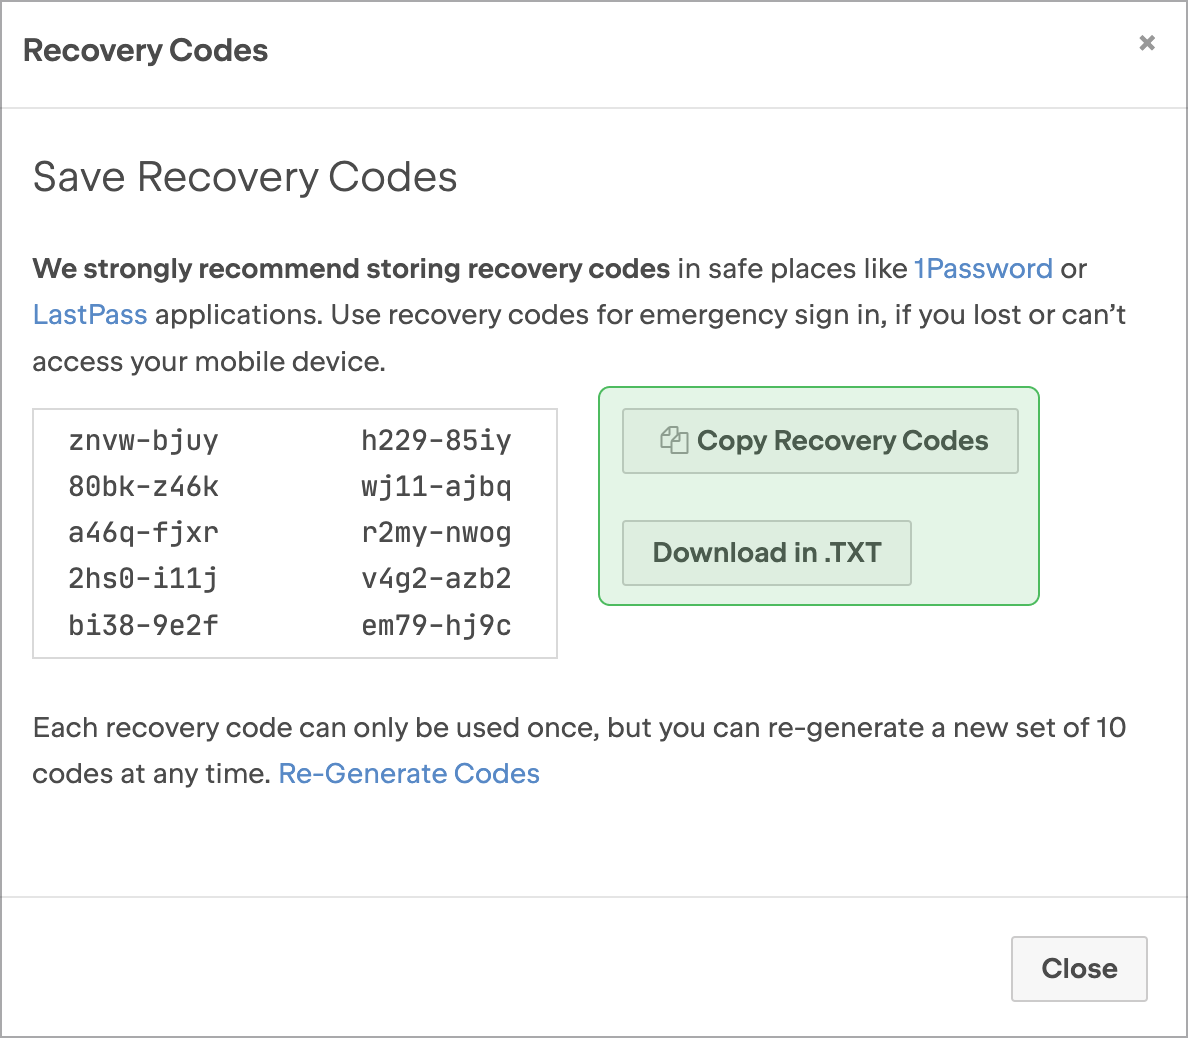 Recovery Codes
×
Save Recovery Codes
We strongly recommend storing recovery codes in safe places like 1Password or
LastPass applications. Use recovery codes for emergency sign in, if you lost or can’t
access your mobile device.
znvw-bjuy h229-85iy
80bk-z46k wj11-ajbq
a46q-fjxr r2my-nwog
2hs0-i11j v4g2-azb2
bi38-9e2f em79-hj9c
Copy Recovery Codes
Download in .TXT
Each recovery code can only be used once, but you can re-generate a new set of 10
codes at any time. Re-Generate Codes
Close